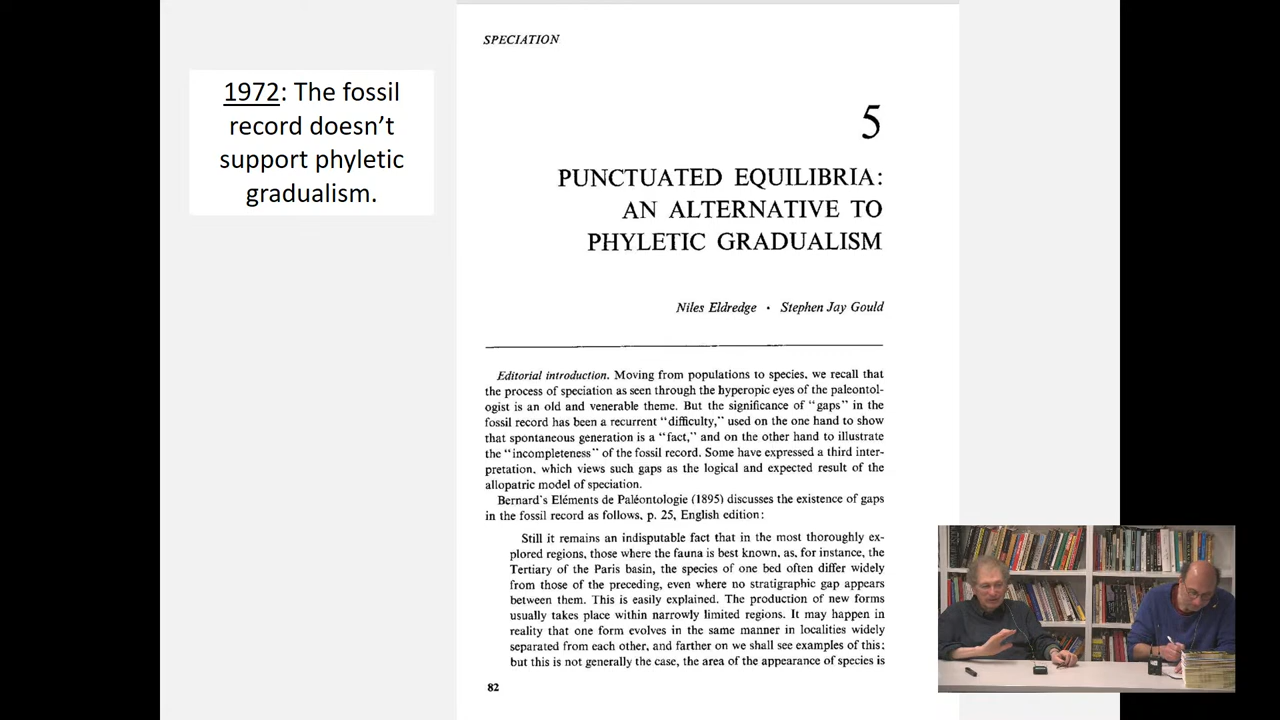 1972: The fossil
record doesn’t
support phyletic
gradualism.
SPECIATION
5
PUNCTUATED EQUILIBRIA:
AN ALTERNATIVE TO
PHYLETIC GRADUALISM
Niles Eldredge · Stephen Jay Gould
Editorial introduction. Moving from populations to species, we recall that
the process of speciation as seen through the hyperopic eyes of the paleontol-
ogist is an old and venerable theme. But the significance of “gaps” in the
fossil record has been a recurrent “difficulty,” used on the one hand to show
that spontaneous generation is a “fact,” and on the other hand to illustrate
the “incompleteness” of the fossil record. Some have expressed a third inter-
pretation, which views such gaps as the logical and expected result of the
allopatric model of speciation.
Bernard's Eléments de Paléontologie (1895) discusses the existence of gaps
in the fossil record as follows, p. 25, English edition:
Still it remains an indisputable fact that in the most thoroughly ex-
plored regions, those where the fauna is best known, as, for instance, the
Tertiary of the Paris basin, the species of one bed often differ widely
from those of the preceding, even where no stratigraphic gap appears
between them. This is easily explained. The production of new forms
usually takes place within narrowly limited regions. It may happen in
reality that one form evolves in the same manner in localities widely
separated from each other, and farther on we shall see examples of this;
but this is not generally the case, the area of the appearance of species is
82